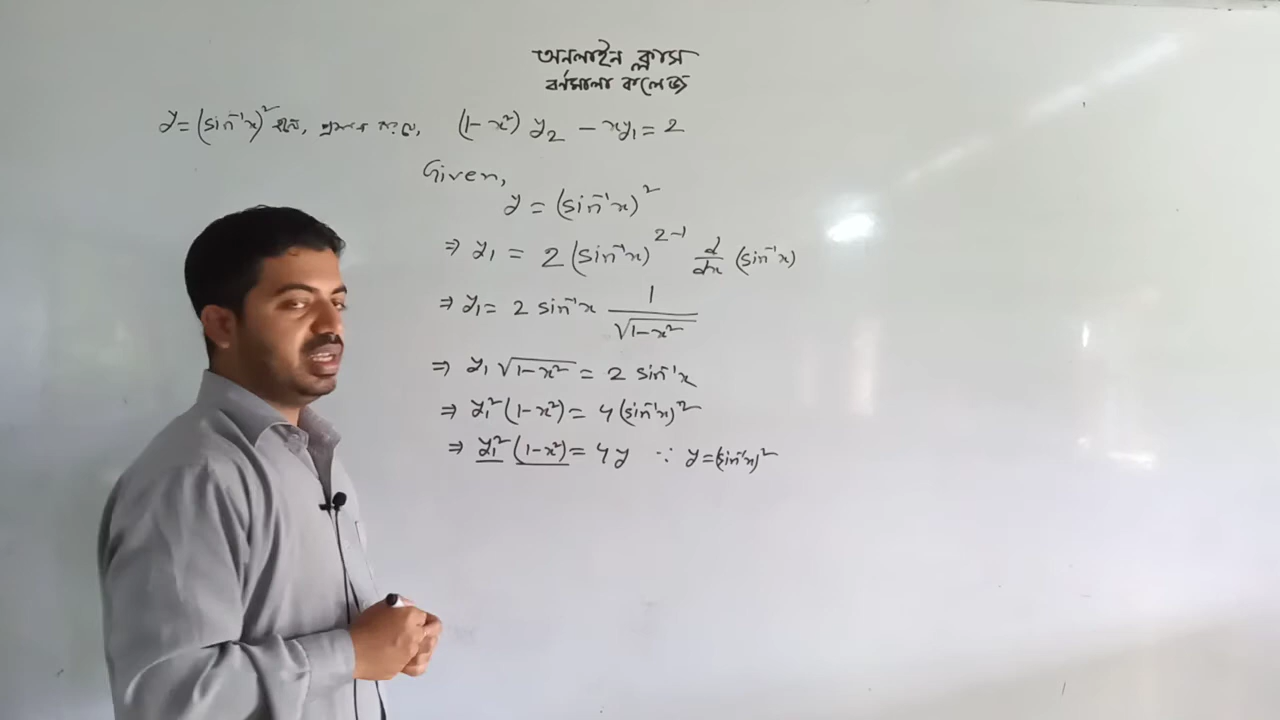 অনলাইন ক্লাস
বর্ণমালা কলেজ
y = (sin⁻¹x)² হলে, প্রমাণ কর যে, (1-x²) y₂ - xy₁ = 2
Given,
y = (sin⁻¹x)²
⇒ y₁ = 2 (sin⁻¹x)²⁻¹ d/dx (sin⁻¹x)
⇒ y₁ = 2 sin⁻¹x 1/√(1-x²)
⇒ y₁ √(1-x²) = 2 sin⁻¹x
⇒ y₁² (1-x²) = 4 (sin⁻¹x)²
⇒ y₁² (1-x²) = 4y ∵ y = (sin⁻¹x)²